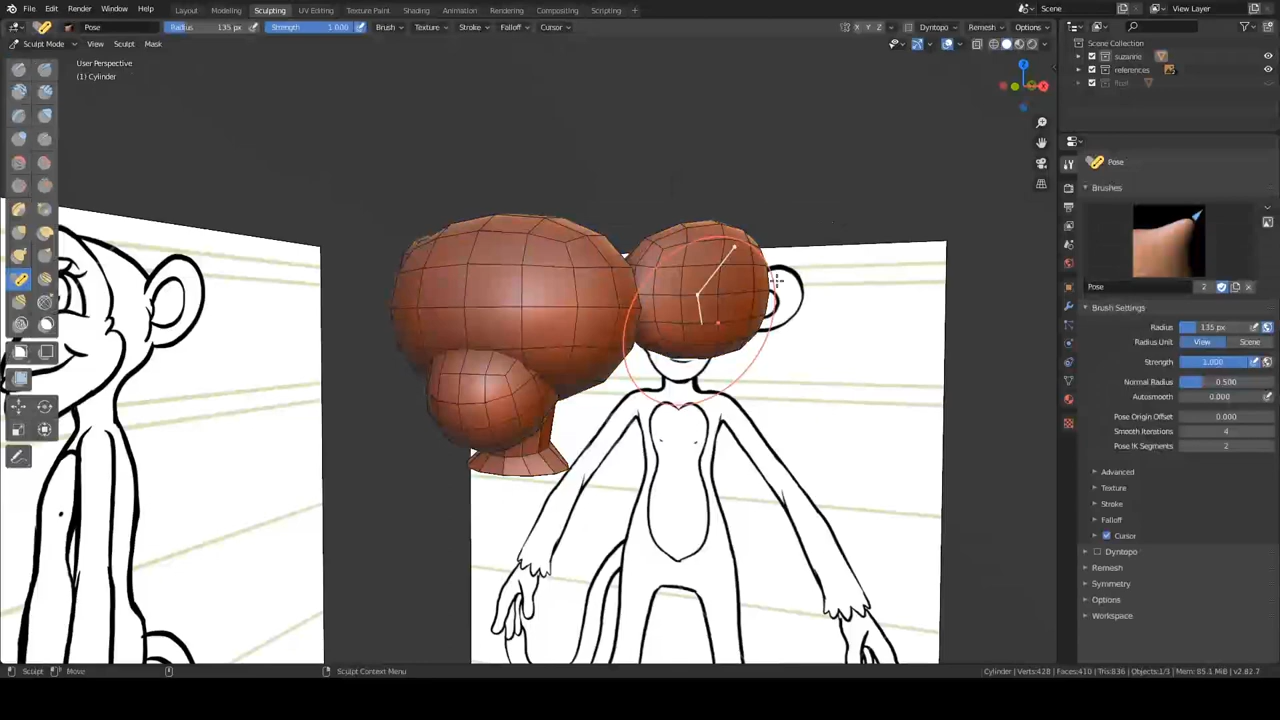 File Edit Render Window Help Layout Modeling Sculpting UV Editing Texture Paint Shading Animation Rendering Compositing Scripting + Scene View Layer
Pose Radius 135 px Strength 1.000 Brush Texture Stroke Falloff Cursor X Y Z Dyntopo Remesh Options
Sculpt Mode View Sculpt Mask
User Perspective
(1) Cylinder
Scene Collection
suzanne
references
Pose
Brushes
Pose 2
Brush Settings
Radius 135 px
Radius Unit View Scene
Strength 1.000
Normal Radius 0.500
Autosmooth 0.000
Pose Origin Offset 0.000
Smooth Iterations 4
Pose IK Segments 2
Advanced
Texture
Stroke
Falloff
Cursor
Dyntopo
Remesh
Symmetry
Options
Workspace
Sculpt Move Sculpt Context Menu Cylinder | Verts:428 | Faces:410 | Tris:836 | Objects:1/3 | Mem: 85.1 MiB | v2.82.7